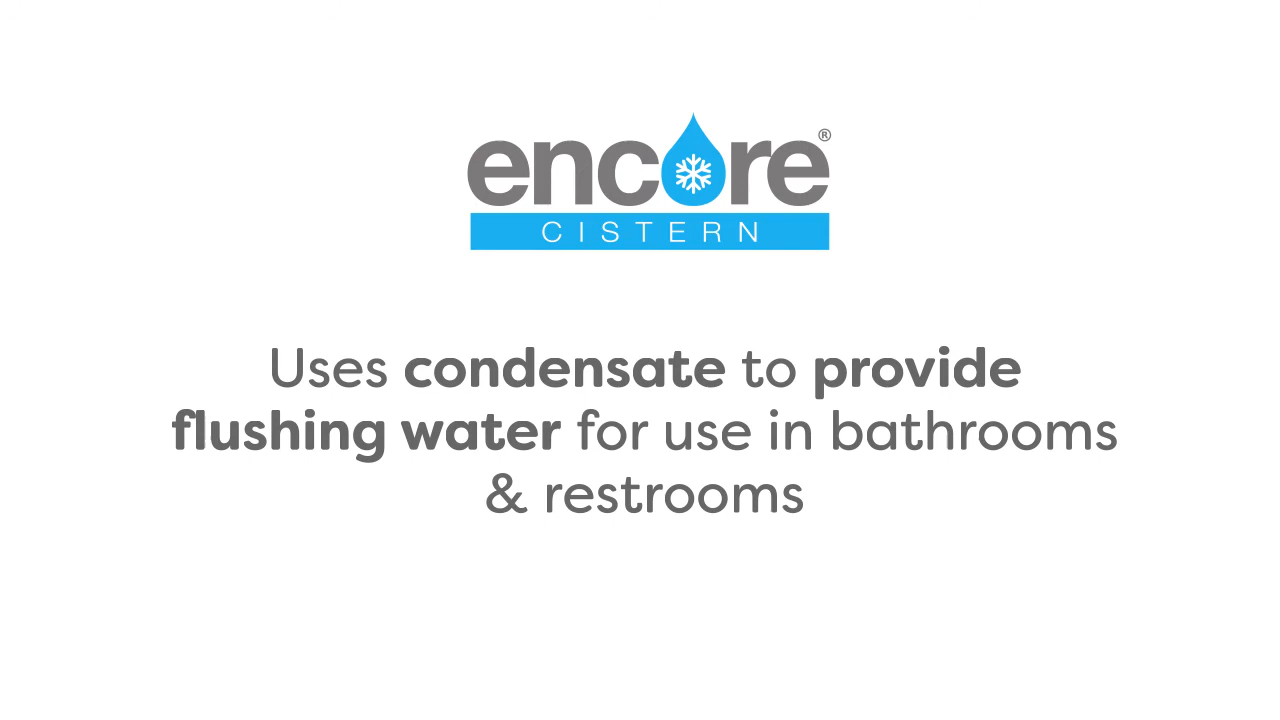 encore®
CISTERN
Uses condensate to provide
flushing water for use in bathrooms
& restrooms